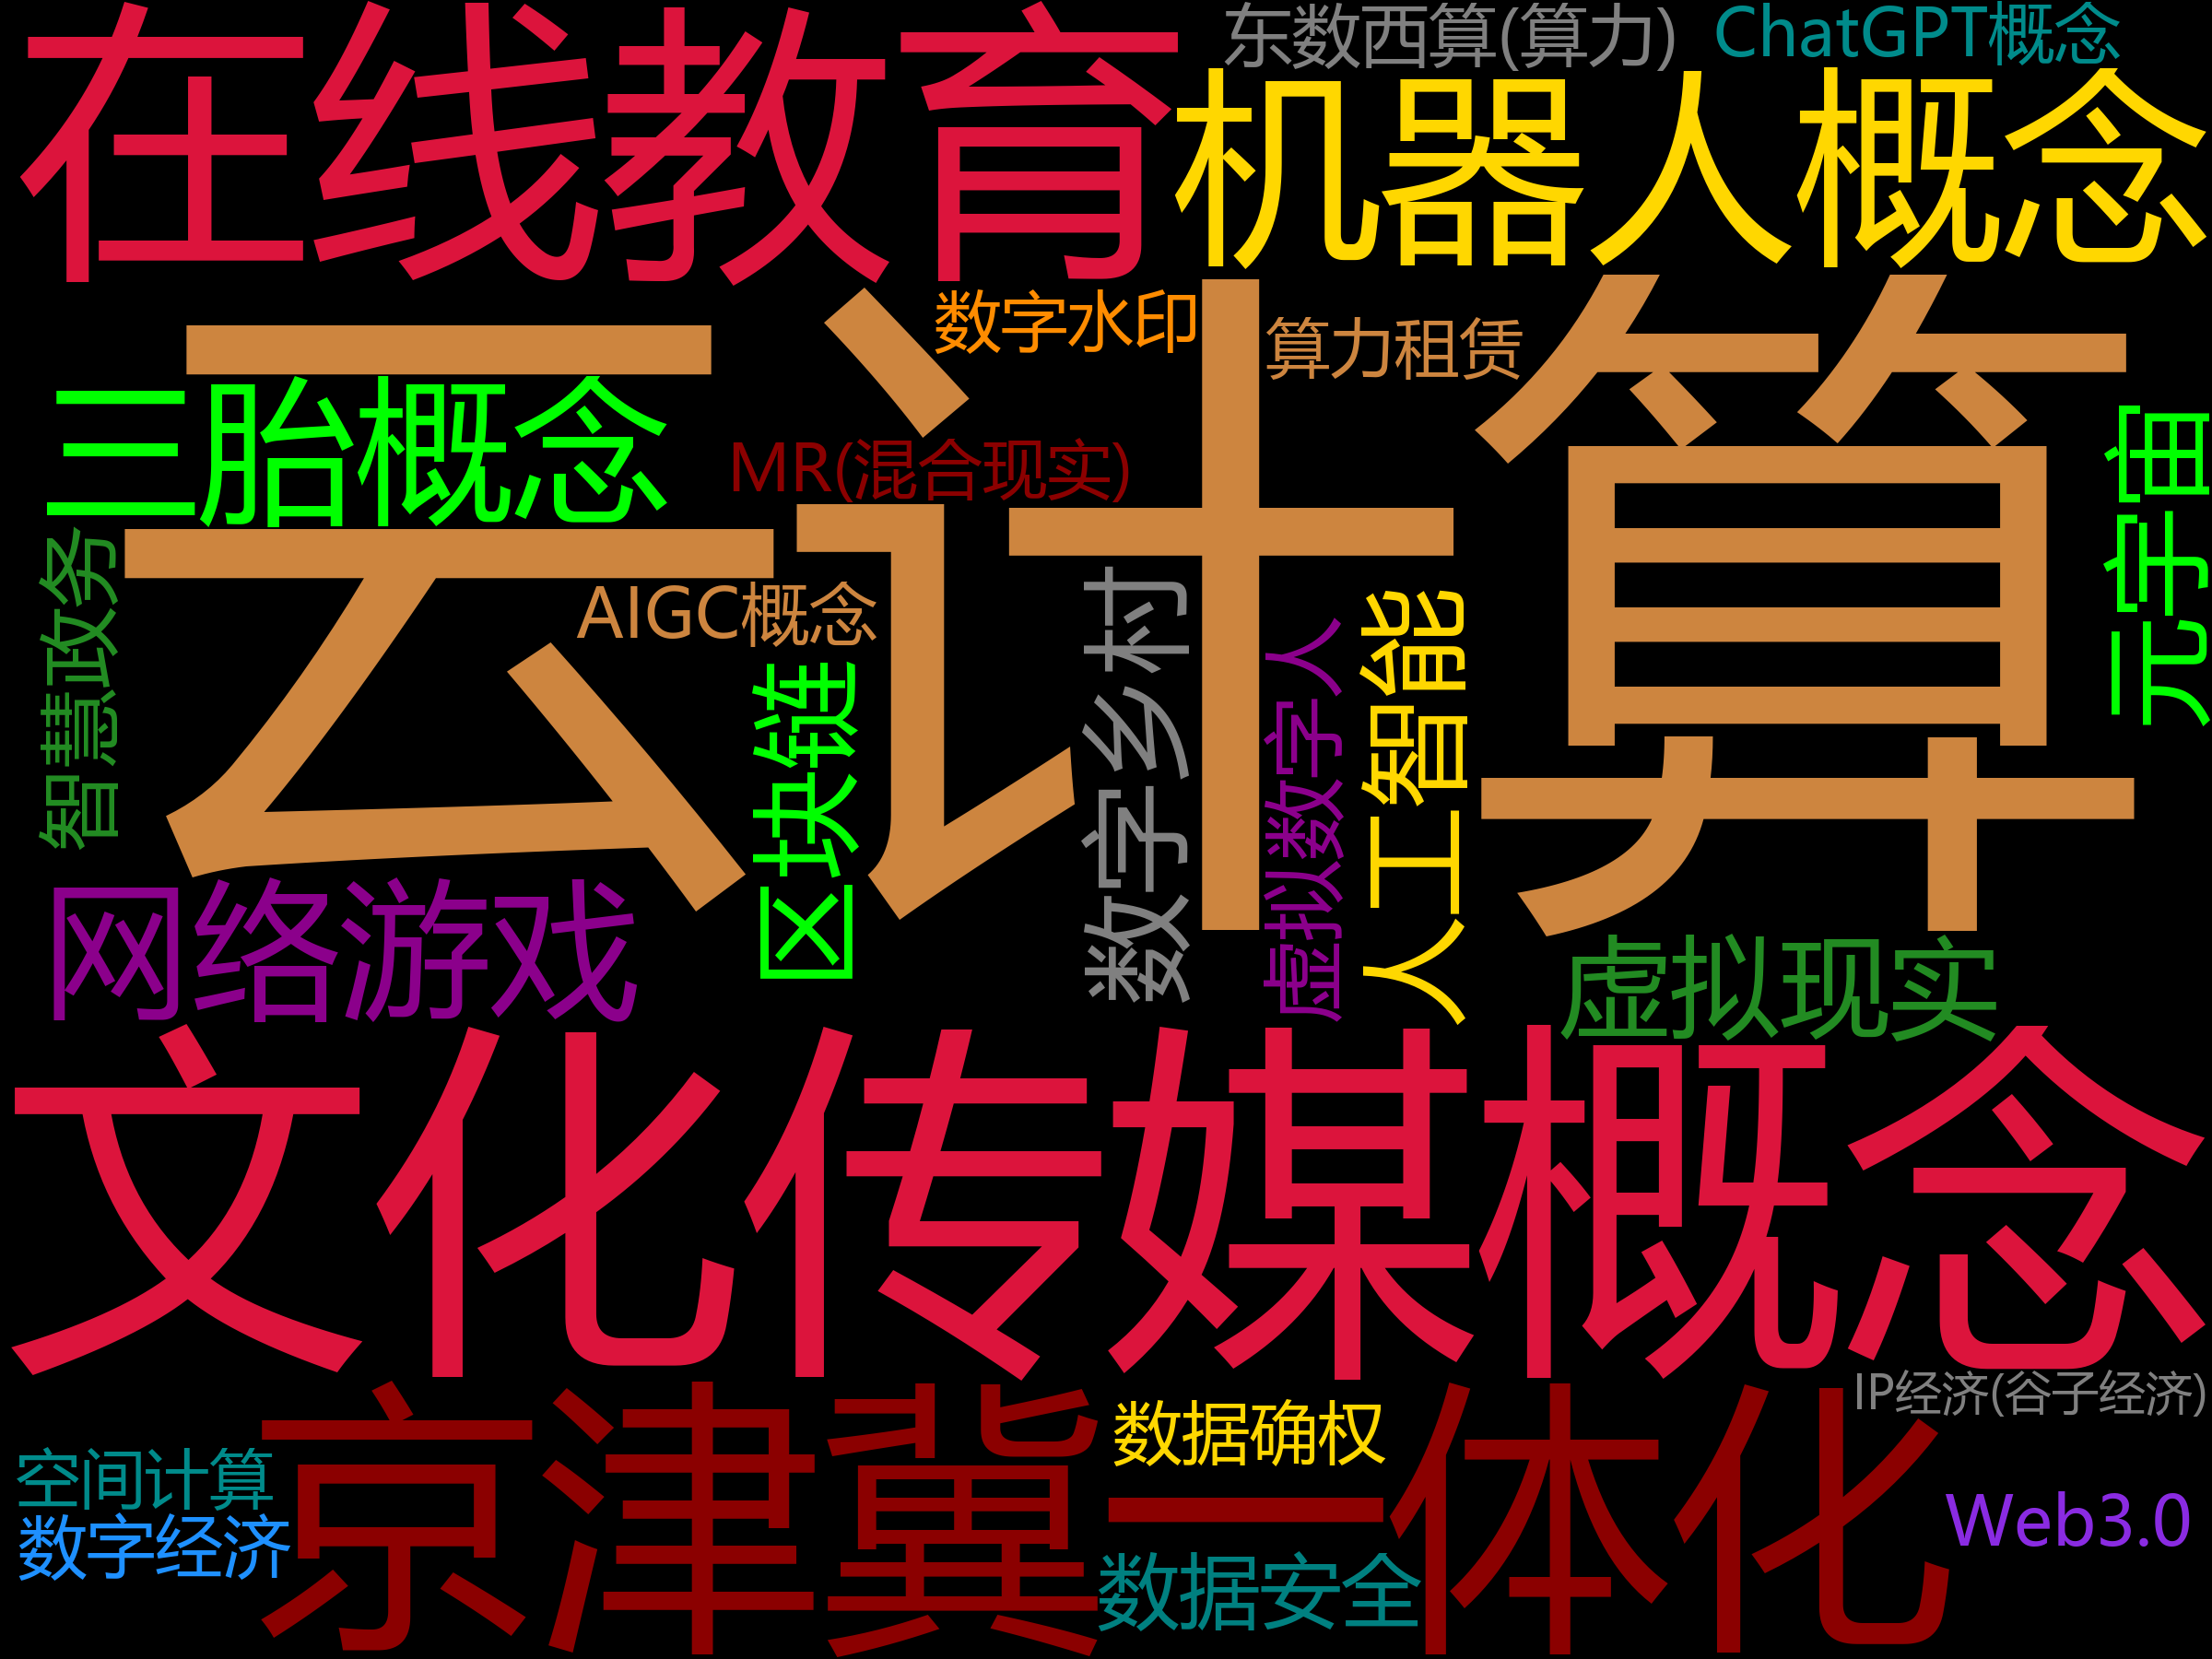 在线教育
东数西算(算力)
ChatGPT概念
机器人概念
数字水印
算力租赁
云计算
三胎概念
MR(混合现实)
元宇宙
智慧政务
AIGC概念
区块链
数字乡村
虚拟数字人
人工智能
网络游戏
虚拟现实
文化传媒概念
京津冀一体化
IP经济(谷子经济)
数据确权
空间计算
数字经济
Web3.0
数据安全